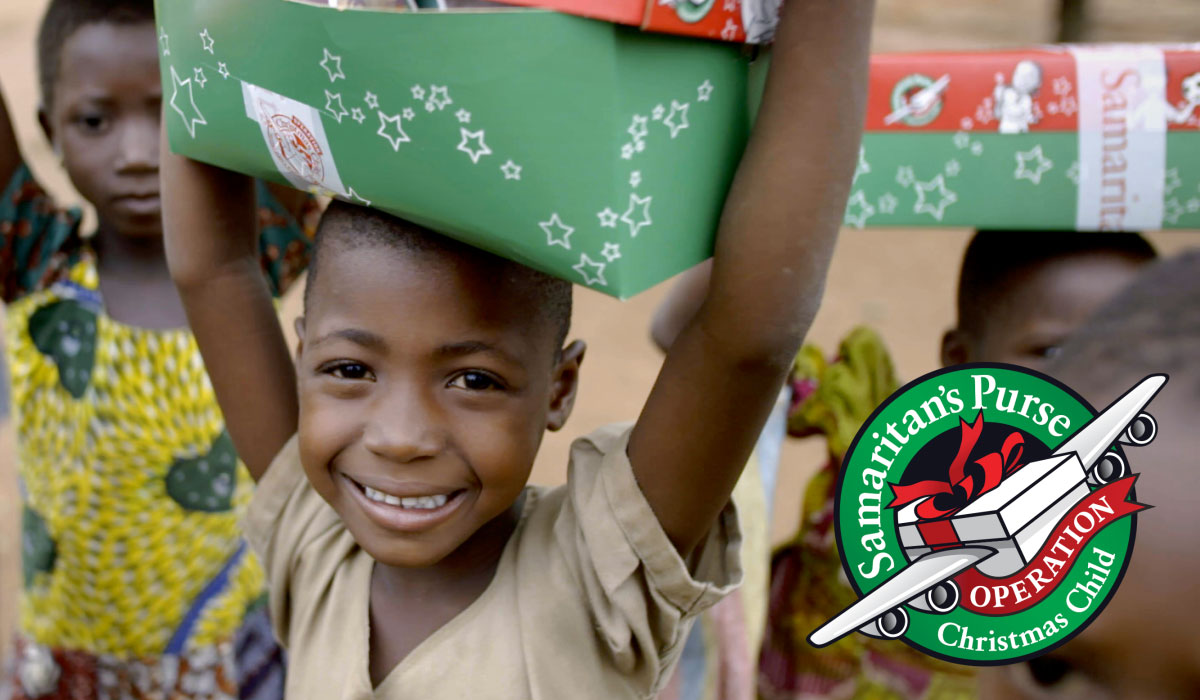 Samarita
Samaritan's Purse
OPERATION
Christmas Child